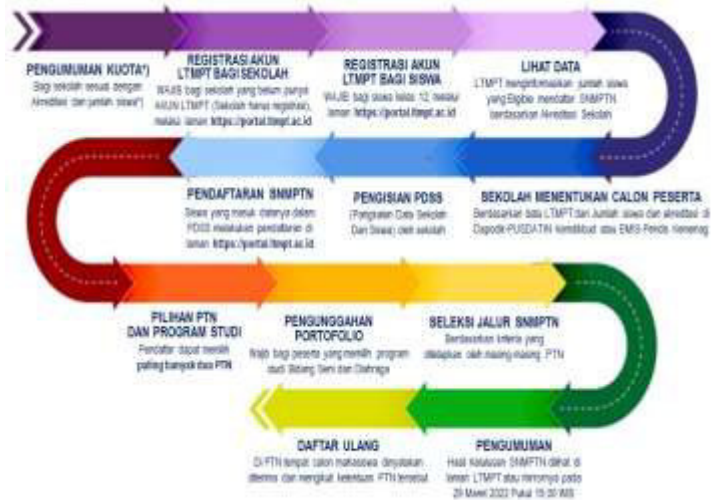 PENGUMUMAN KUOTA*)
Bagi sekolah sesuai dengan
Akreditasi dan jumlah siswa*)
REGISTRASI AKUN
LTMPT BAGI SEKOLAH
WAJIB bagi sekolah yang belum punya
AKUN LTMPT (Sekolah harus registrasi),
melalui laman https://portal.ltmpt.ac.id
REGISTRASI AKUN
LTMPT BAGI SISWA
WAJIB bagi siswa kelas 12, melalui
laman https://portal.ltmpt.ac.id
LIHAT DATA
LTMPT menginformasikan jumlah siswa
yang Eligible mendaftar SNMPTN
berdasarkan Akreditasi Sekolah
SEKOLAH MENENTUKAN CALON PESERTA
Berdasarkan data LTMPT dan Jumlah siswa dan akreditasi di
Dapodik-PUSDATIN Kemdikbud atau EMIS-Pendis Kemenag
PENGISIAN PDSS
(Pangkalan Data Sekolah
Dan Siswa) oleh sekolah
PENDAFTARAN SNMPTN
Siswa yang masuk datanya dalam
PDSS melakukan pendaftaran di
laman https://portal.ltmpt.ac.id
PILIHAN PTN
DAN PROGRAM STUDI
Pendaftar dapat memilih
paling banyak dua PTN
PENGUNGGAHAN
PORTOFOLIO
Wajib bagi peserta yang memilih program
studi Bidang Seni dan Olahraga
SELEKSI JALUR SNMPTN
Berdasarkan kriteria yang
ditetapkan oleh masing-masing PTN
PENGUMUMAN
Hasil Kelulusan SNMPTN dilihat di
laman LTMPT atau mirrornya pada
29 Maret 2022 Pukul 15.00 WIB
DAFTAR ULANG
Di PTN tempat calon mahasiswa dinyatakan
diterima dan mengikuti ketentuan PTN tersebut